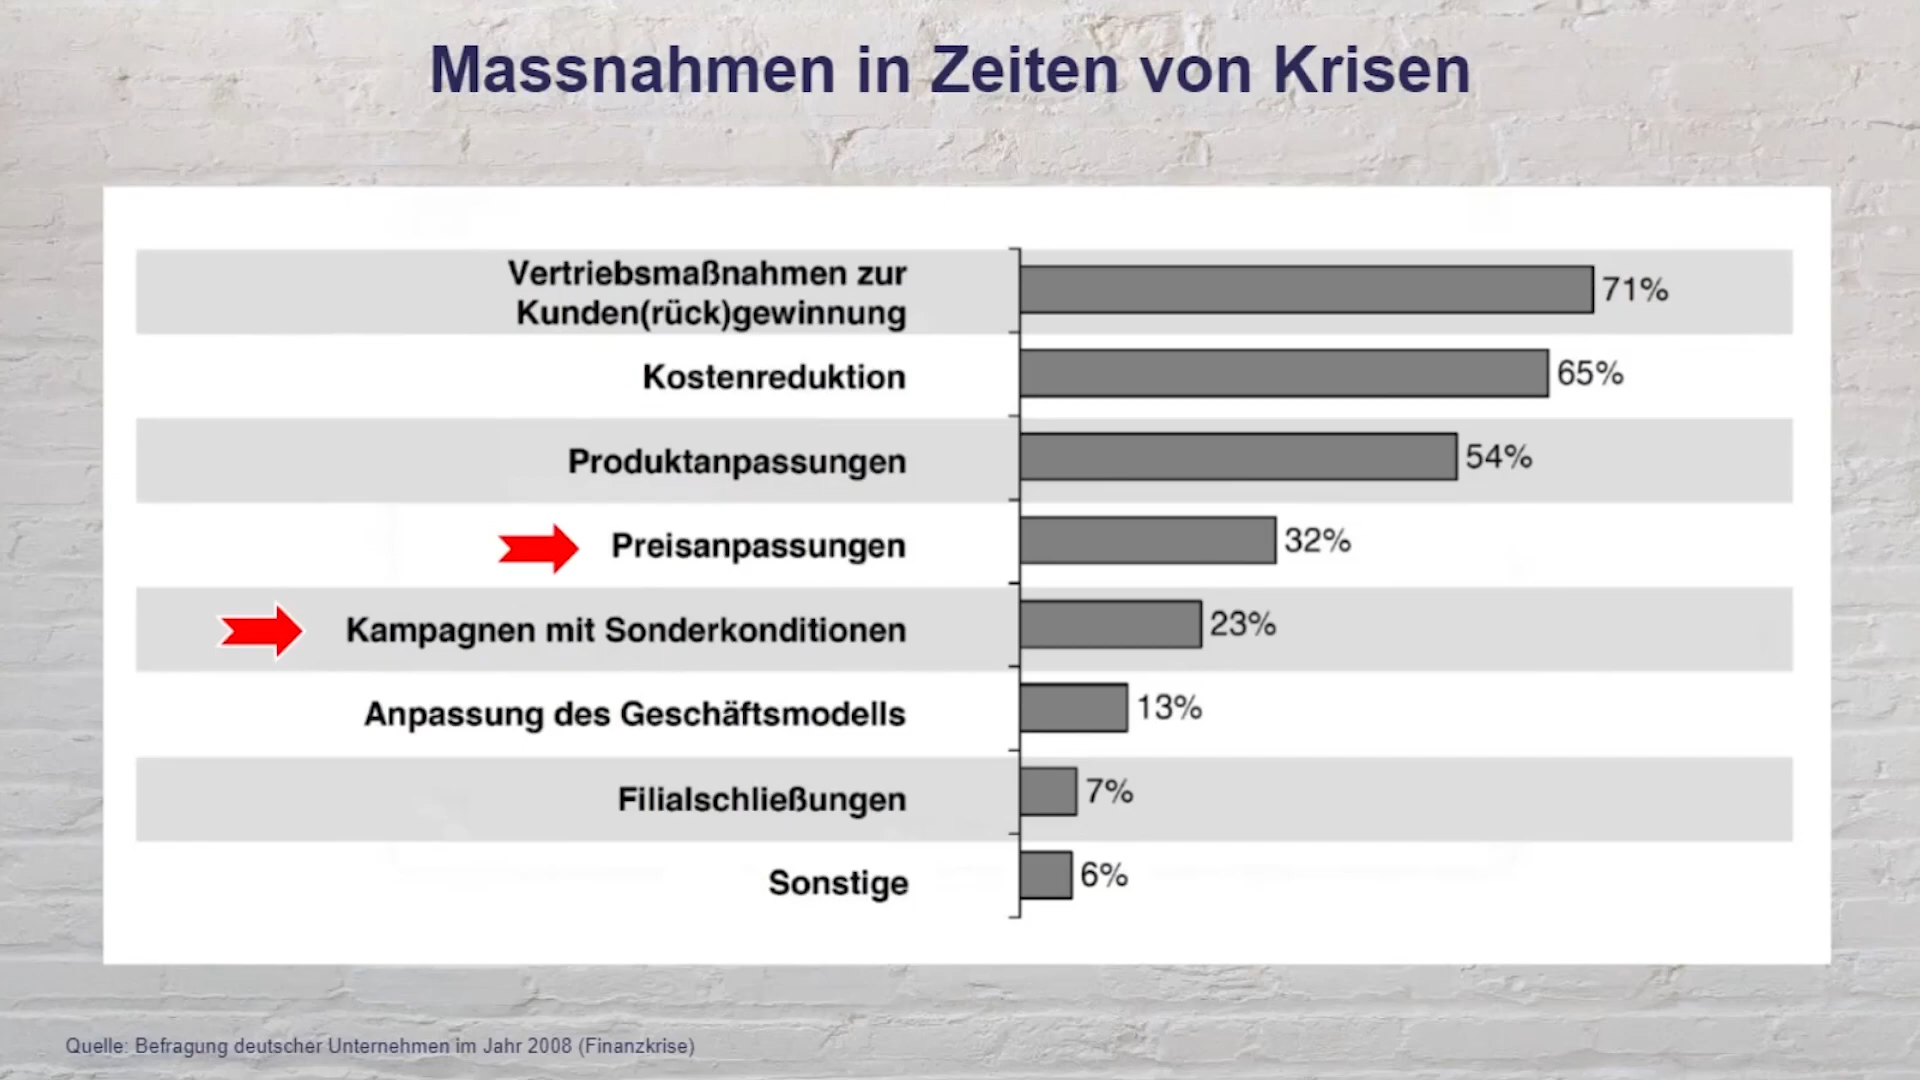 Massnahmen in Zeiten von Krisen
Vertriebsmaßnahmen zur
Kunden(rück)gewinnung
71%
Kostenreduktion
65%
Produktanpassungen
54%
Preisanpassungen
32%
Kampagnen mit Sonderkonditionen
23%
Anpassung des Geschäftsmodells
13%
Filialschließungen
7%
Sonstige
6%
Quelle: Befragung deutscher Unternehmen im Jahr 2008 (Finanzkrise)